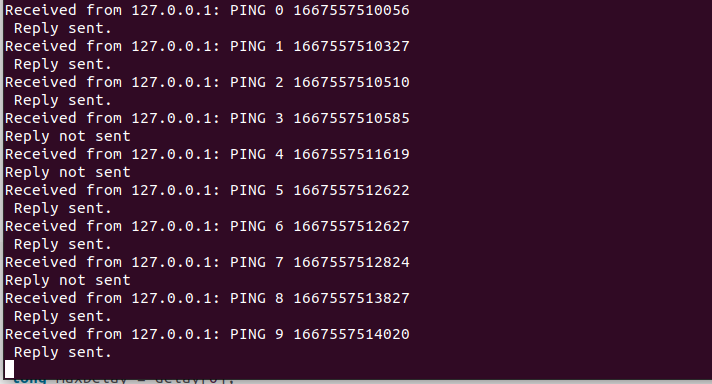 Received from 127.0.0.1: PING 0 1667557510056
 Reply sent.
Received from 127.0.0.1: PING 1 1667557510327
 Reply sent.
Received from 127.0.0.1: PING 2 1667557510510
 Reply sent.
Received from 127.0.0.1: PING 3 1667557510585
Reply not sent
Received from 127.0.0.1: PING 4 1667557511619
Reply not sent
Received from 127.0.0.1: PING 5 1667557512622
 Reply sent.
Received from 127.0.0.1: PING 6 1667557512627
 Reply sent.
Received from 127.0.0.1: PING 7 1667557512824
Reply not sent
Received from 127.0.0.1: PING 8 1667557513827
 Reply sent.
Received from 127.0.0.1: PING 9 1667557514020
 Reply sent.